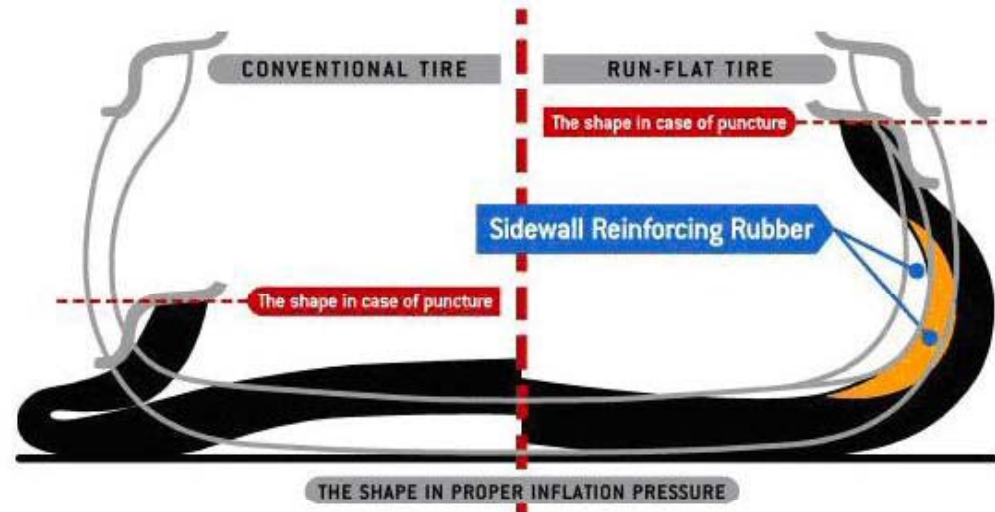 CONVENTIONAL TIRE
RUN-FLAT TIRE
The shape in case of puncture
Sidewall Reinforcing Rubber
The shape in case of puncture
THE SHAPE IN PROPER INFLATION PRESSURE